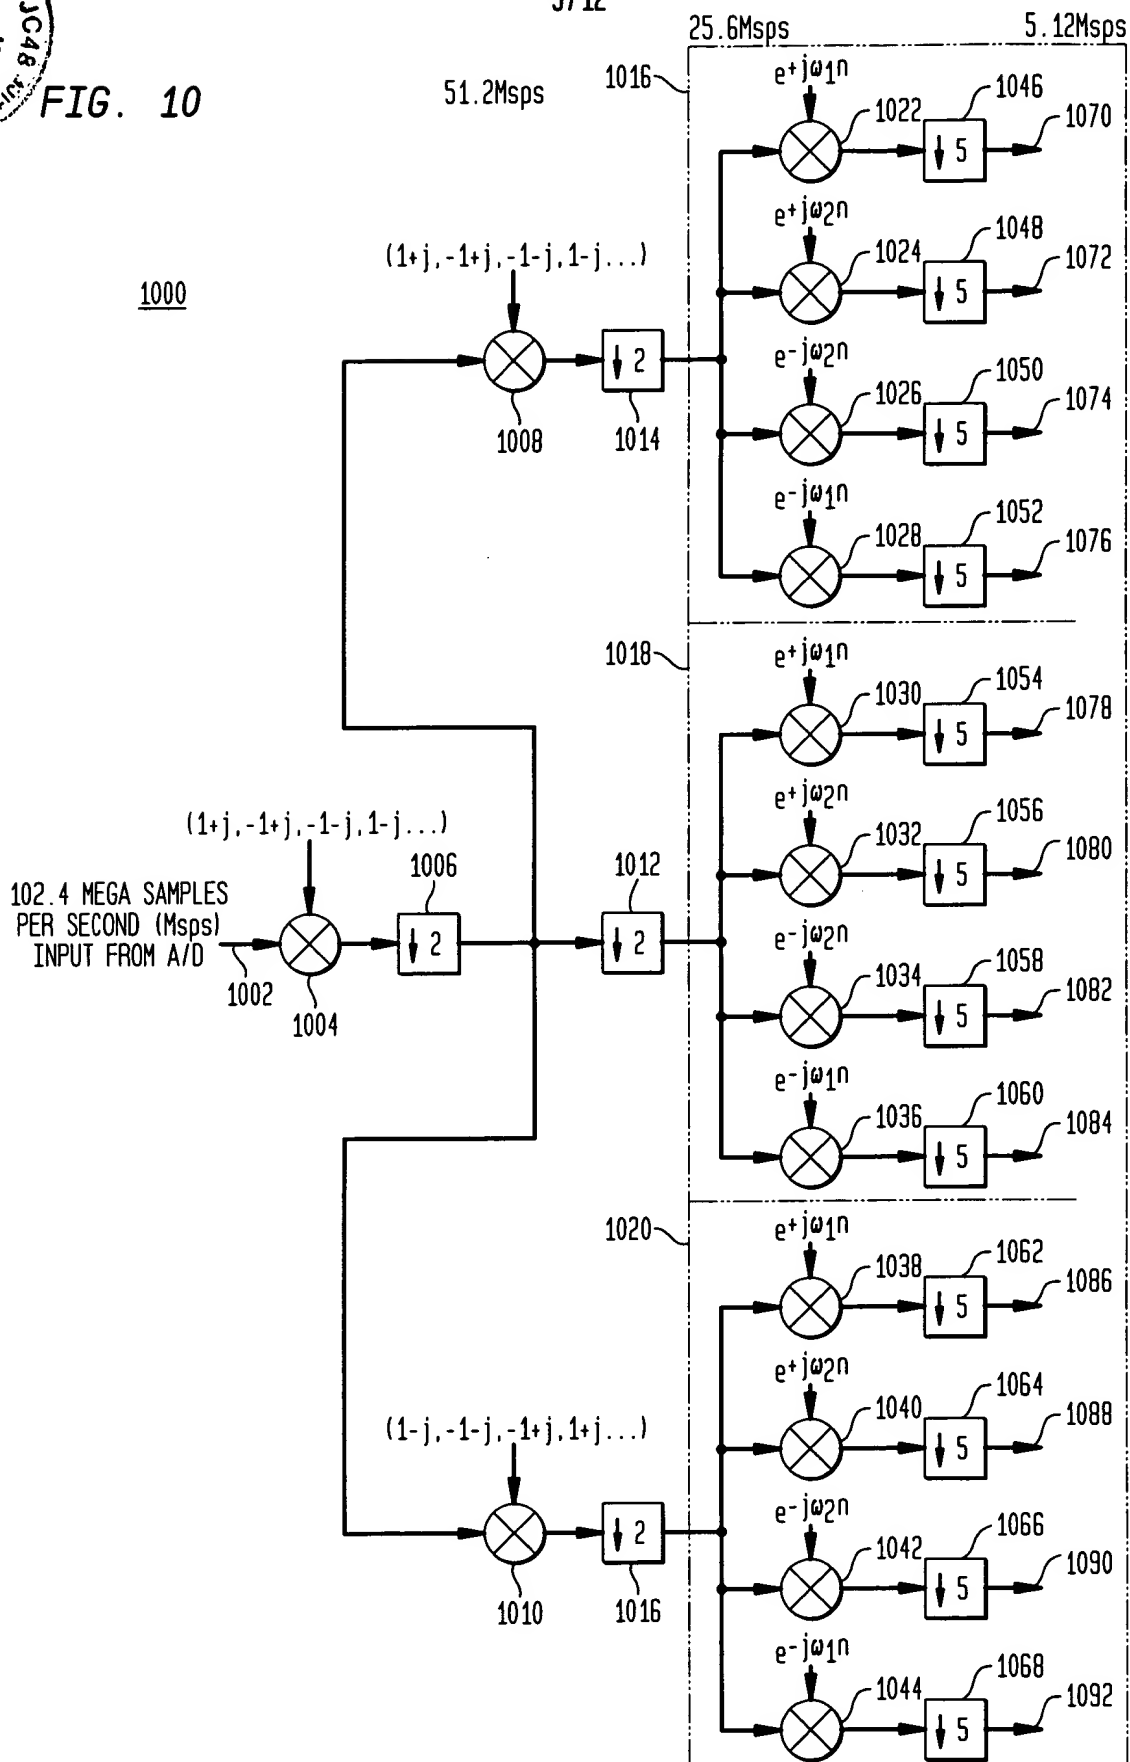 25.6Msps
5.12Msps
JC48
FIG. 10
51.2Msps
1000
1016
e+jω1n
1022
1046
1070
5
e+jω2n
1024
1048
1072
5
(1+j,-1+j,-1-j,1-j...)
1008
2
1014
e-jω2n
1026
1050
1074
5
e-jω1n
1028
1052
1076
5
1018
e+jω1n
1030
1054
1078
5
e+jω2n
1032
1056
1080
5
(1+j,-1+j,-1-j,1-j...)
1006
1012
102.4 MEGA SAMPLES
PER SECOND (Msps)
INPUT FROM A/D
1002
1004
2
2
e-jω2n
1034
1058
1082
5
e-jω1n
1036
1060
1084
5
1020
e+jω1n
1038
1062
1086
5
e+jω2n
1040
1064
1088
5
(1-j,-1-j,-1+j,1+j...)
1010
2
1016
e-jω2n
1042
1066
1090
5
e-jω1n
1044
1068
1092
5